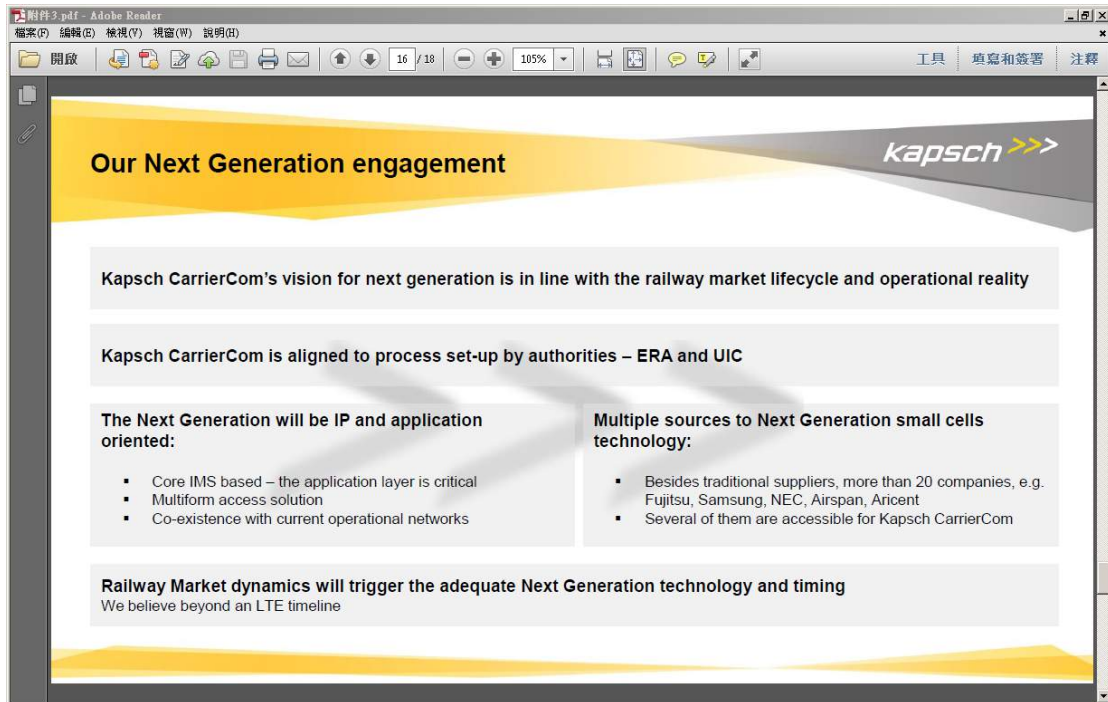 附件3.pdf - Adobe Reader
檔案(F) 編輯(E) 檢視(V) 視窗(W) 說明(H)
開啟 16 / 18 105% 工具 填寫和簽署 注釋
Our Next Generation engagement
kapsch >>>
Kapsch CarrierCom’s vision for next generation is in line with the railway market lifecycle and operational reality
Kapsch CarrierCom is aligned to process set-up by authorities – ERA and UIC
The Next Generation will be IP and application
oriented:
▪ Core IMS based – the application layer is critical
▪ Multiform access solution
▪ Co-existence with current operational networks
Multiple sources to Next Generation small cells
technology:
▪ Besides traditional suppliers, more than 20 companies, e.g.
Fujitsu, Samsung, NEC, Airspan, Aricent
▪ Several of them are accessible for Kapsch CarrierCom
Railway Market dynamics will trigger the adequate Next Generation technology and timing
We believe beyond an LTE timeline